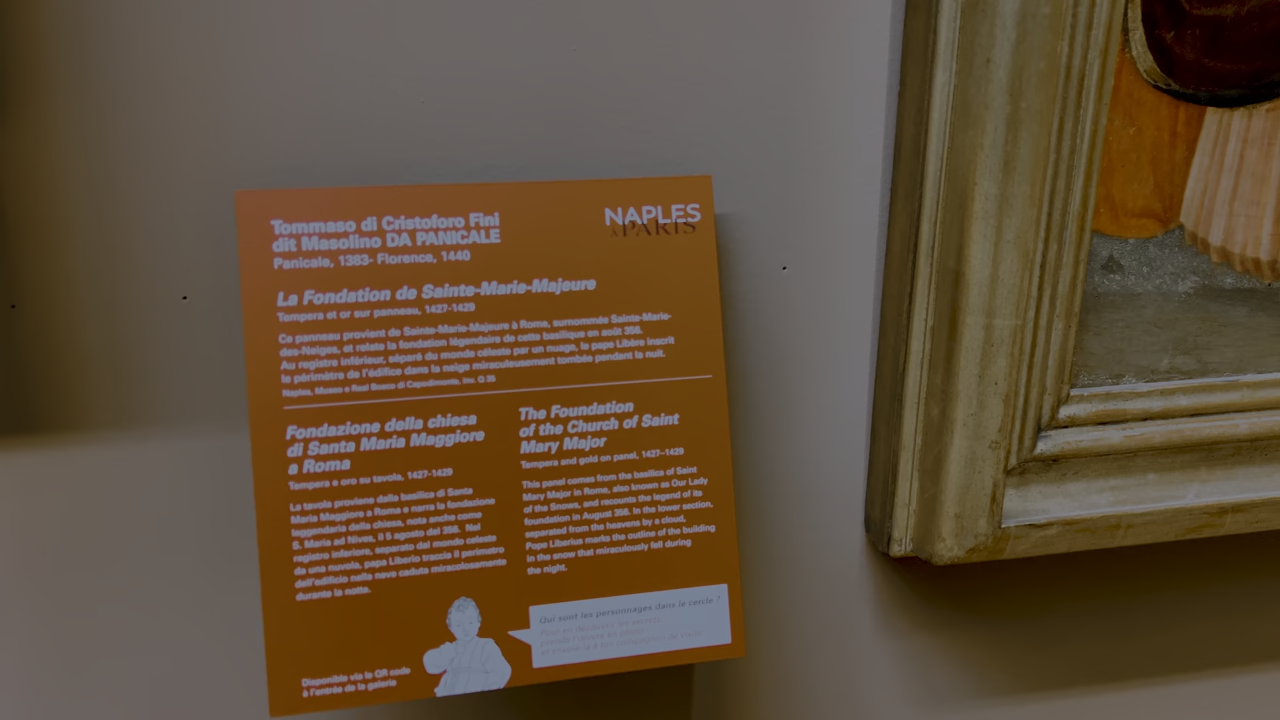 Tommaso di Cristoforo Fini
dit Masolino DA PANICALE
Panicale, 1383- Florence, 1440
NAPLES
À PARIS
La Fondation de Sainte-Marie-Majeure
Tempera et or sur panneau, 1427-1429
Ce panneau provient de Sainte-Marie-Majeure à Rome, surnommée Sainte-Marie-
des-Neiges, et relate la fondation légendaire de cette basilique en août 356.
Au registre inférieur, séparé du monde céleste par un nuage, le pape Libère inscrit
le périmètre de l'édifice dans la neige miraculeusement tombée pendant la nuit.
Naples, Museo e Real Bosco di Capodimonte, inv. Q 35
Fondazione della chiesa
di Santa Maria Maggiore
a Roma
Tempera e oro su tavola, 1427-1429
La tavola proviene dalla basilica di Santa
Maria Maggiore a Roma e narra la fondazione
leggendaria della chiesa, nota anche come
S. Maria ad Nives, il 5 agosto del 356. Nel
registro inferiore, separato dal mondo celeste
da una nuvola, papa Liberio traccia il perimetro
dell'edificio nella neve caduta miracolosamente
durante la notte.
The Foundation
of the Church of Saint
Mary Major
Tempera and gold on panel, 1427–1429
This panel comes from the basilica of Saint
Mary Major in Rome, also known as Our Lady
of the Snows, and recounts the legend of its
foundation in August 356. In the lower section,
separated from the heavens by a cloud,
Pope Liberius marks the outline of the building
in the snow that miraculously fell during
the night.
Disponible via le QR code
à l'entrée de la galerie
Qui sont les personnages dans le cercle ?
Pour en découvrir les secrets